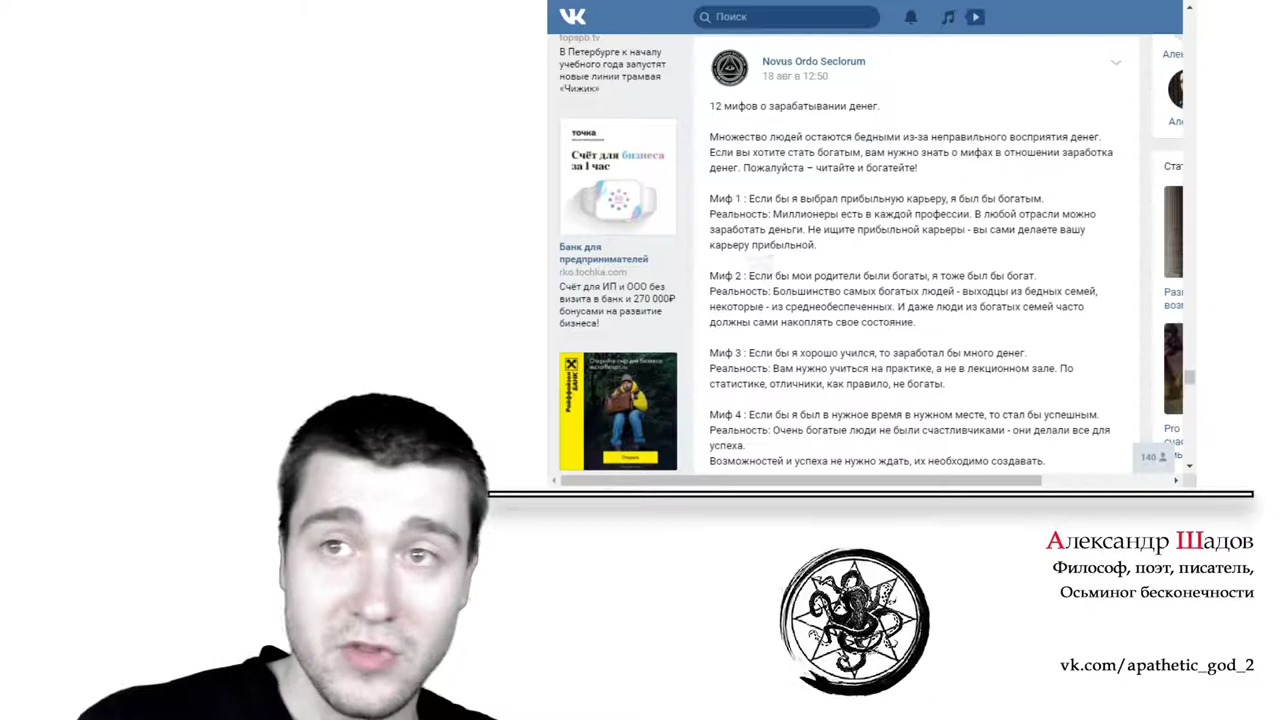 Поиск
topspb.tv
В Петербурге к началу
учебного года запустят
новые линии трамвая
«Чижик»
точка
Счёт для бизнеса
за 1 час
Банк для
предпринимателей
rko.tochka.com
Счёт для ИП и ООО без
визита в банк и 270 000₽
бонусами на развитие
бизнеса!
Райффайзен
БАНК
Открыть
Novus Ordo Seclorum
18 авг в 12:50
12 мифов о зарабатывании денег.
Множество людей остаются бедными из-за неправильного восприятия денег.
Если вы хотите стать богатым, вам нужно знать о мифах в отношении заработка
денег. Пожалуйста – читайте и богатейте!
Миф 1 : Если бы я выбрал прибыльную карьеру, я был бы богатым.
Реальность: Миллионеры есть в каждой профессии. В любой отрасли можно
заработать деньги. Не ищите прибыльной карьеры - вы сами делаете вашу
карьеру прибыльной.
Миф 2 : Если бы мои родители были богаты, я тоже был бы богат.
Реальность: Большинство самых богатых людей - выходцы из бедных семей,
некоторые - из среднеобеспеченных. И даже люди из богатых семей часто
должны сами накоплять свое состояние.
Миф 3 : Если бы я хорошо учился, то заработал бы много денег.
Реальность: Вам нужно учиться на практике, а не в лекционном зале. По
статистике, отличники, как правило, не богаты.
Миф 4 : Если бы я был в нужное время в нужном месте, то стал бы успешным.
Реальность: Очень богатые люди не были счастливчиками - они делали все для
успеха.
Возможностей и успеха не нужно ждать, их необходимо создавать.
Але
Але
Стат
Разв
воз
Pro
счас
140
Александр Шадов
Философ, поэт, писатель,
Осьминог бесконечности
vk.com/apathetic_god_2